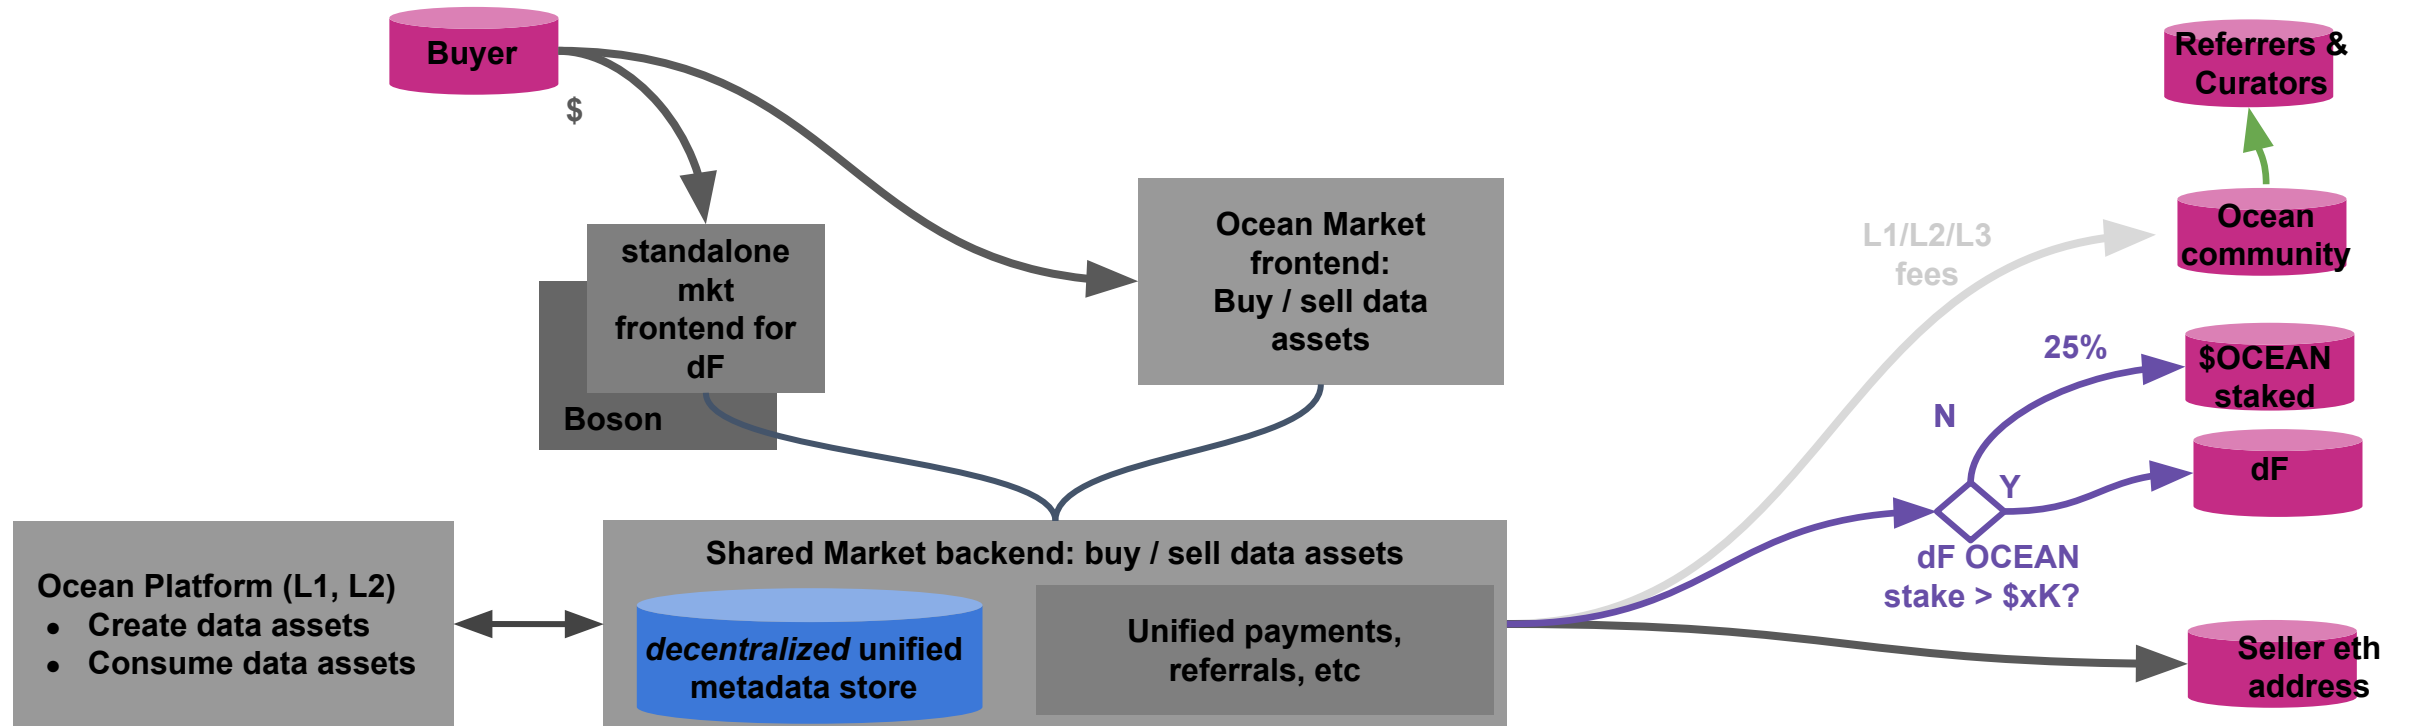 Buyer
$
standalone
mkt
frontend for
dF
Boson
Ocean Market
frontend:
Buy / sell data
assets
Ocean Platform (L1, L2)
● Create data assets
● Consume data assets
Shared Market backend: buy / sell data assets
decentralized unified
metadata store
Unified payments,
referrals, etc
L1/L2/L3
fees
25%
N
Y
dF OCEAN
stake > $xK?
Referrers &
Curators
Ocean
community
$OCEAN
staked
dF
Seller eth
address